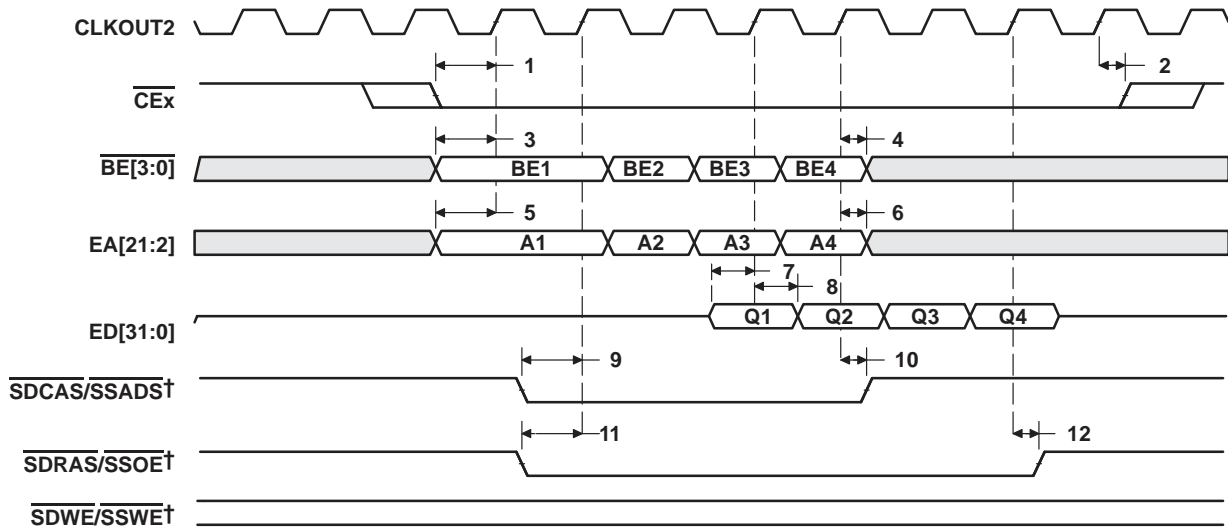 CLKOUT2
1 2
CEx
3 4
BE[3:0] BE1 BE2 BE3 BE4
5 6
EA[21:2] A1 A2 A3 A4
7
8
ED[31:0] Q1 Q2 Q3 Q4
9 10
SDCAS/SSADS†
11 12
SDRAS/SSOE†
SDWE/SSWE†